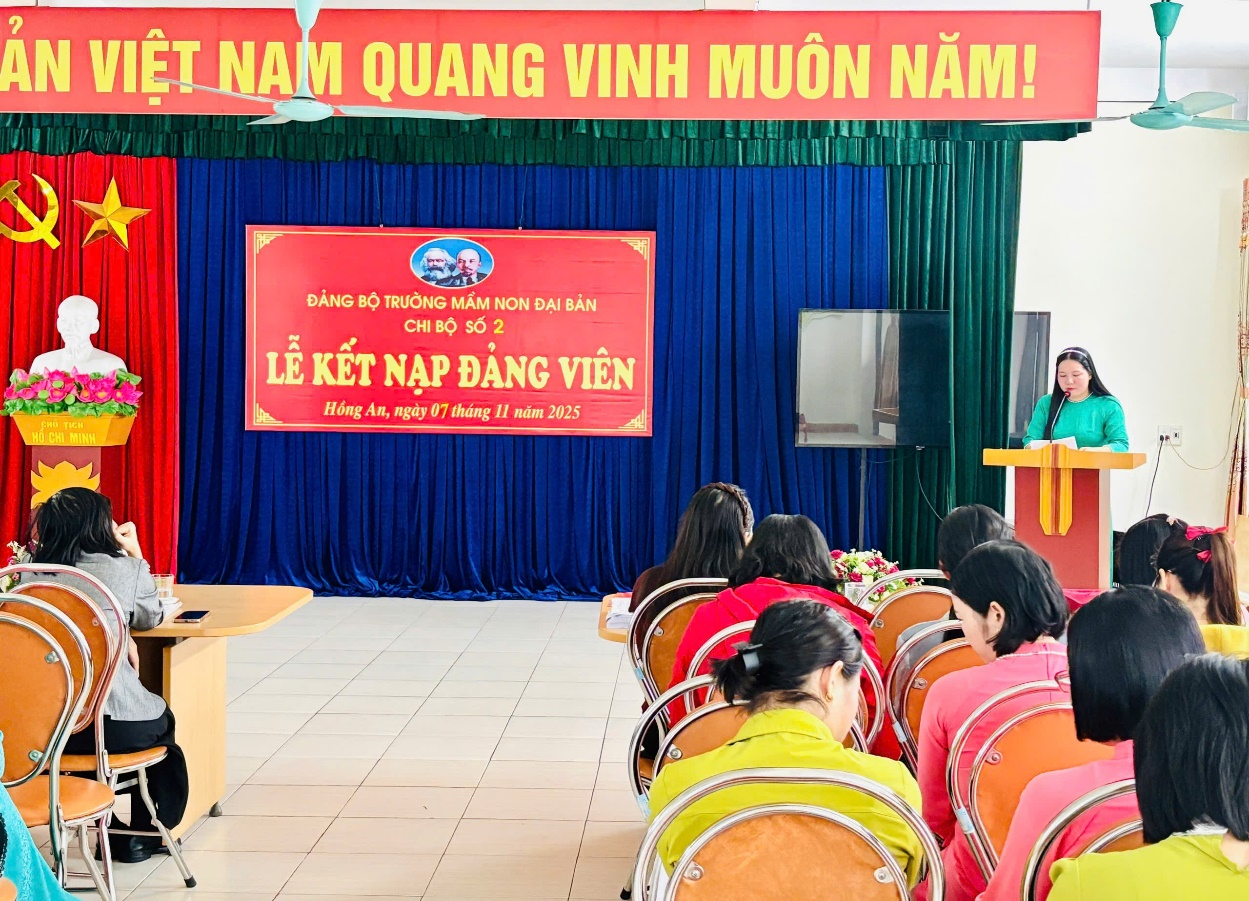 ẢN VIỆT NAM QUANG VINH MUÔN NĂM!
ĐẢNG BỘ TRƯỜNG MẦM NON ĐẠI BẢN
CHI BỘ SỐ 2
LỄ KẾT NẠP ĐẢNG VIÊN
Hồng An, ngày 07 tháng 11 năm 2025
CHỦ TỊCH
HỒ CHÍ MINH